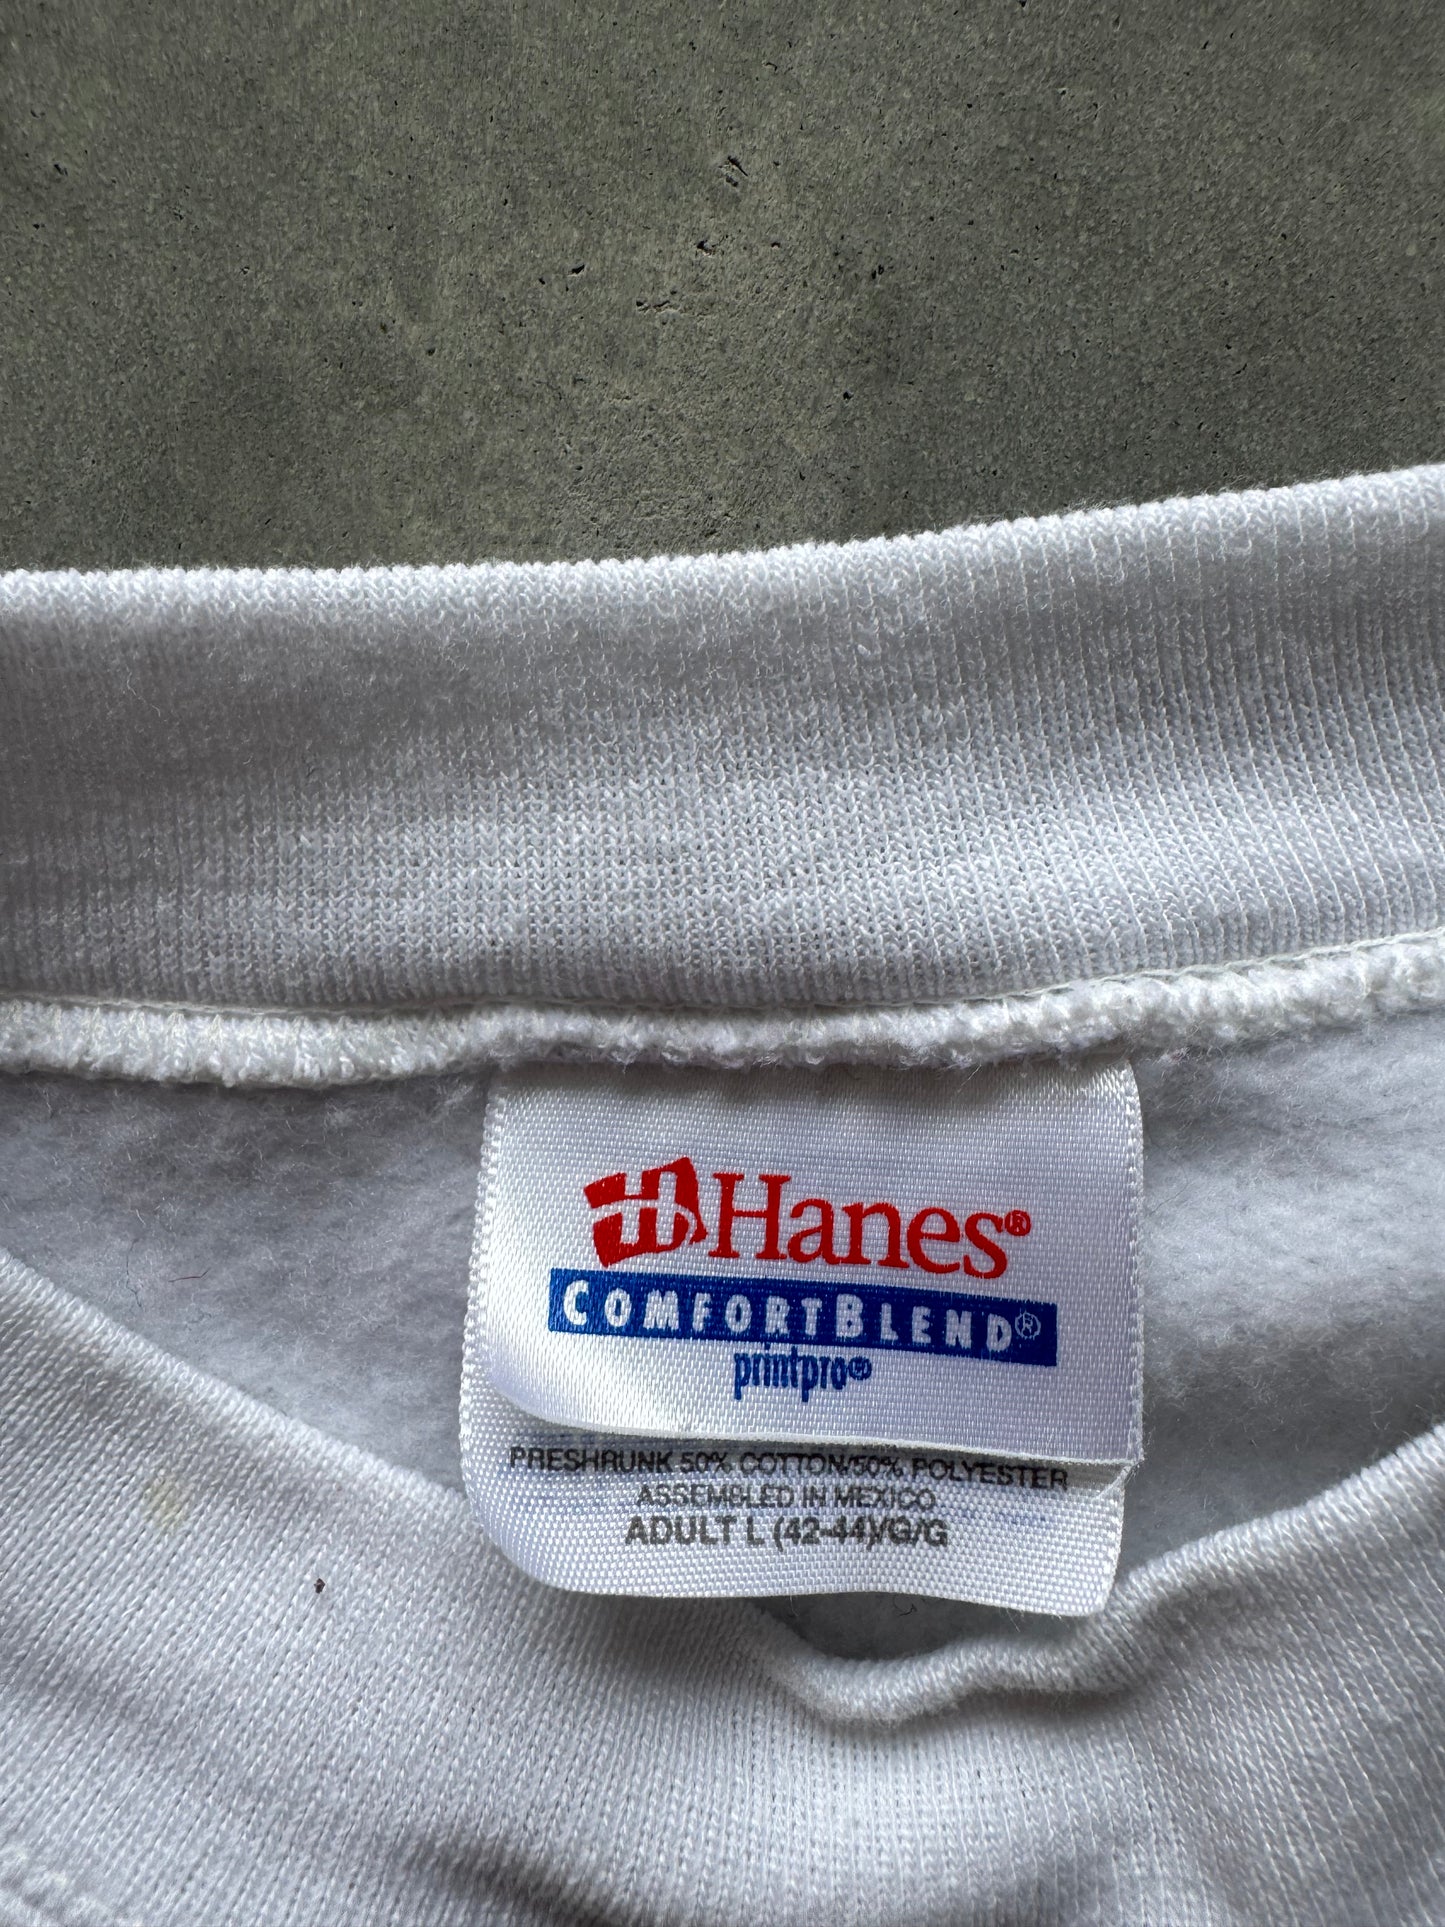 Hanes®
COMFORTBLEND®
printpro®
PRESHRUNK 50% COTTON/50% POLYESTER
ASSEMBLED IN MEXICO
ADULT L (42-44)/G/G